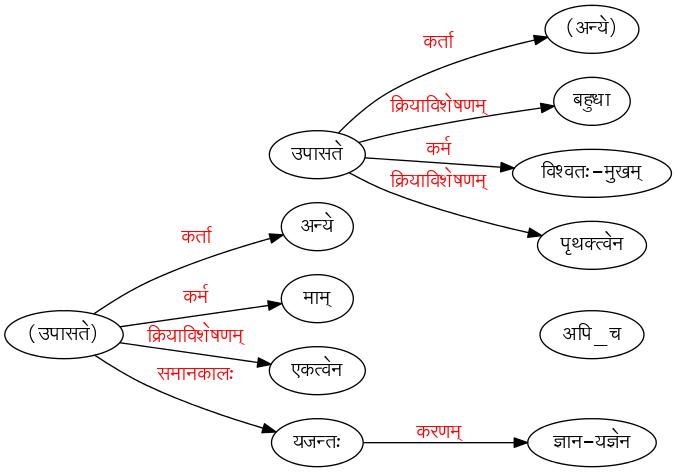 (अन्ये)
कर्ता
बहुधा
क्रियाविशेषणम्
उपासते
कर्म
विश्वतः-मुखम्
क्रियाविशेषणम्
पृथक्त्वेन
अन्ये
कर्ता
माम्
कर्म
(उपासते)
क्रियाविशेषणम्
एकत्वेन
समानकालः
अपि_च
यजन्तः
करणम्
ज्ञान-यज्ञेन